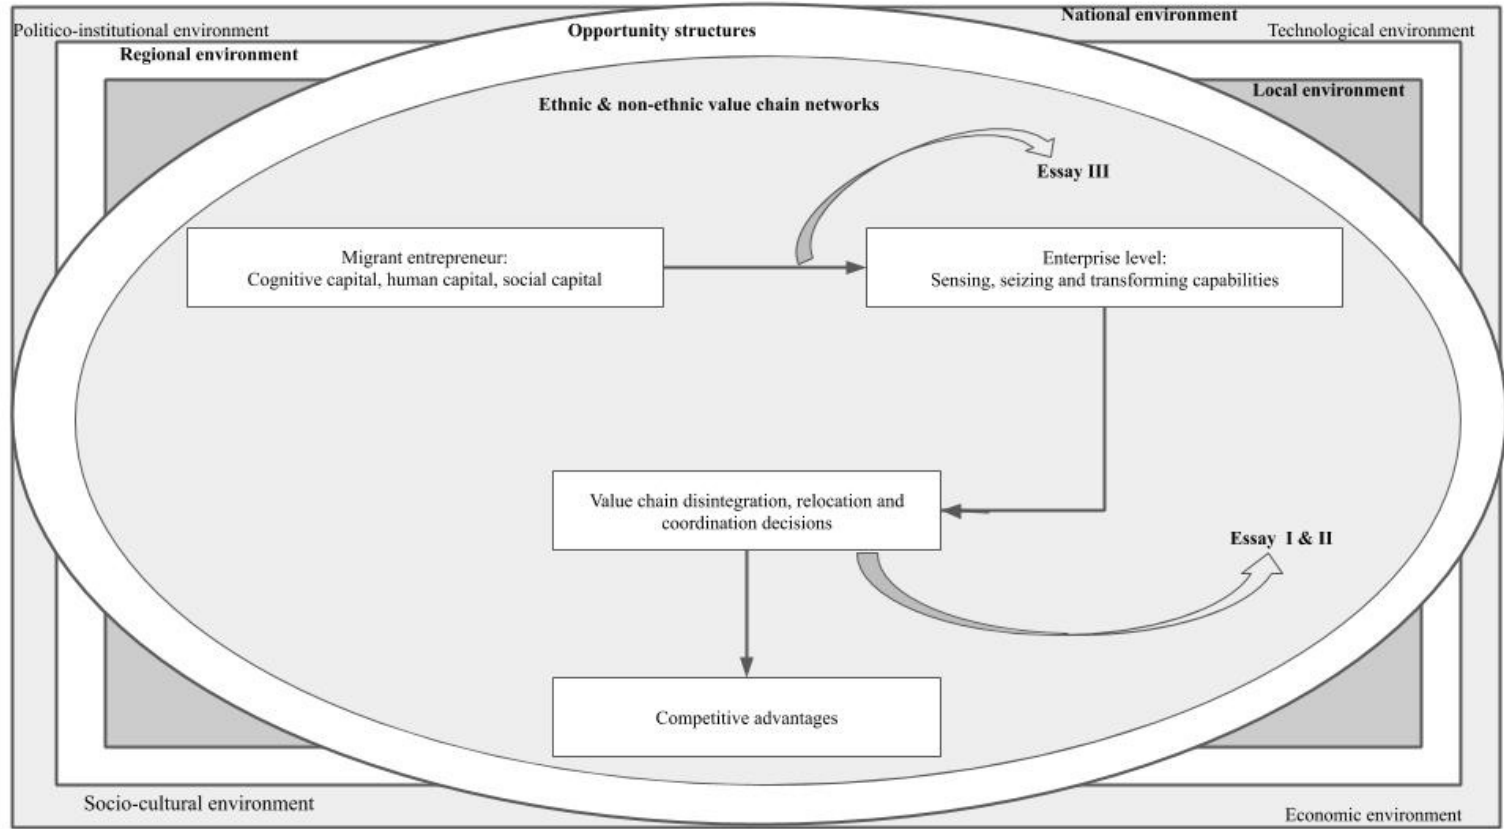 National environment
Politico-institutional environment
Opportunity structures
Technological environment
Regional environment
Local environment
Ethnic & non-ethnic value chain networks
Essay III
Migrant entrepreneur:
Cognitive capital, human capital, social capital
Enterprise level:
Sensing, seizing and transforming capabilities
Value chain disintegration, relocation and
coordination decisions
Essay I & II
Competitive advantages
Socio-cultural environment
Economic environment